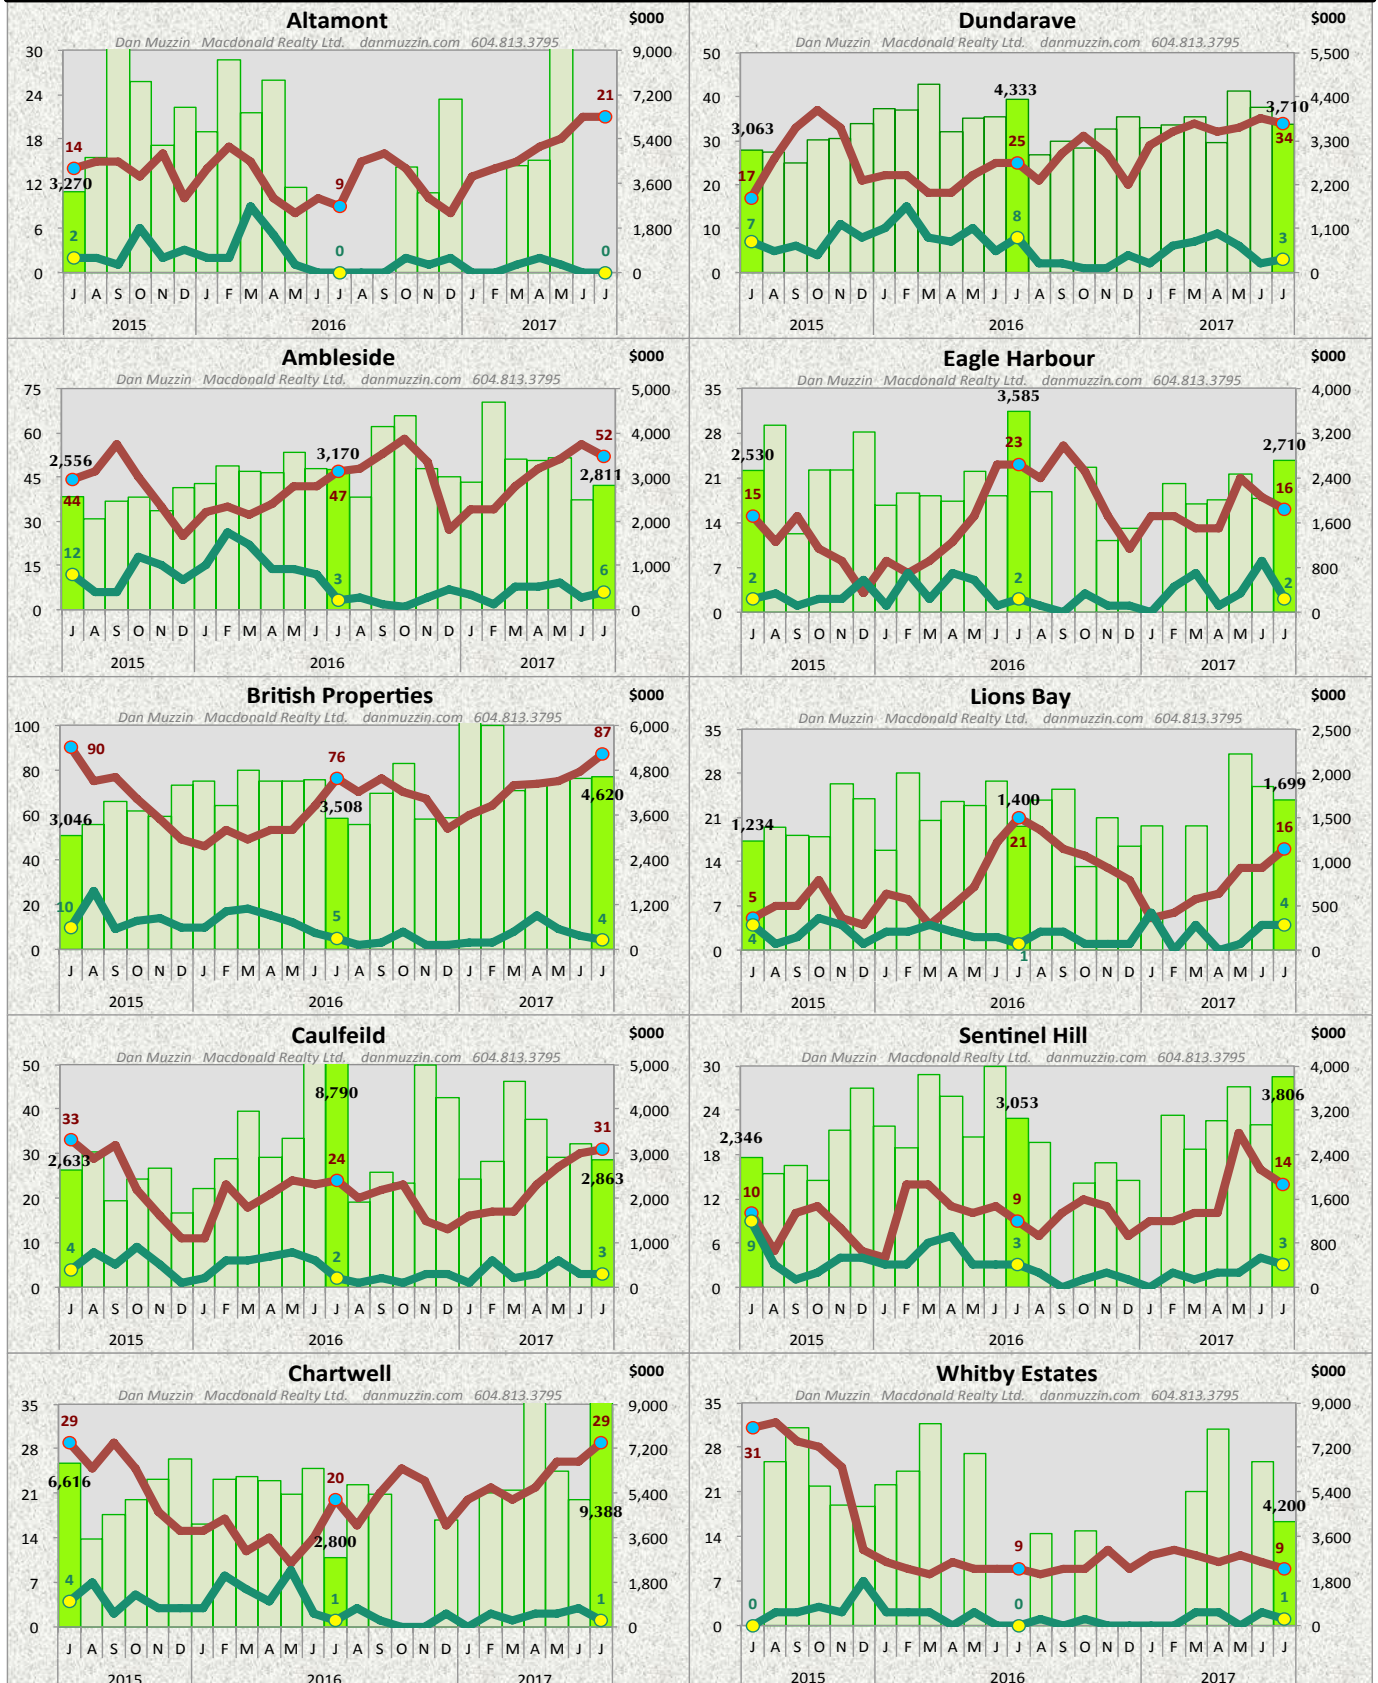 Altamont $000
Dan Muzzin Macdonald Realty Ltd. danmuzzin.com 604.813.3795
30 24 18 12 6 0
9,000 7,200 5,400 3,600 1,800 0
14 3,270 2 9 0 21 0
J A S O N D J F M A M J J A S O N D J F M A M J J
2015 2016 2017
Dundarave $000
Dan Muzzin Macdonald Realty Ltd. danmuzzin.com 604.813.3795
50 40 30 20 10 0
5,500 4,400 3,300 2,200 1,100 0
3,063 17 7 4,333 25 8 3,710 34 3
J A S O N D J F M A M J J A S O N D J F M A M J J
2015 2016 2017
Ambleside $000
Dan Muzzin Macdonald Realty Ltd. danmuzzin.com 604.813.3795
75 60 45 30 15 0
5,000 4,000 3,000 2,000 1,000 0
2,556 44 12 3,170 47 3 52 2,811 6
J A S O N D J F M A M J J A S O N D J F M A M J J
2015 2016 2017
Eagle Harbour $000
Dan Muzzin Macdonald Realty Ltd. danmuzzin.com 604.813.3795
35 28 21 14 7 0
4,000 3,200 2,400 1,600 800 0
2,530 15 2 3,585 23 2 2,710 16 2
J A S O N D J F M A M J J A S O N D J F M A M J J
2015 2016 2017
British Properties $000
Dan Muzzin Macdonald Realty Ltd. danmuzzin.com 604.813.3795
100 80 60 40 20 0
6,000 4,800 3,600 2,400 1,200 0
90 3,046 10 76 3,508 5 87 4,620 4
J A S O N D J F M A M J J A S O N D J F M A M J J
2015 2016 2017
Lions Bay $000
Dan Muzzin Macdonald Realty Ltd. danmuzzin.com 604.813.3795
35 28 21 14 7 0
2,500 2,000 1,500 1,000 500 0
1,234 5 4 1,400 21 1 1,699 16 4
J A S O N D J F M A M J J A S O N D J F M A M J J
2015 2016 2017
Caulfeild $000
Dan Muzzin Macdonald Realty Ltd. danmuzzin.com 604.813.3795
50 40 30 20 10 0
5,000 4,000 3,000 2,000 1,000 0
33 2,633 4 8,790 24 2 31 2,863 3
J A S O N D J F M A M J J A S O N D J F M A M J J
2015 2016 2017
Sentinel Hill $000
Dan Muzzin Macdonald Realty Ltd. danmuzzin.com 604.813.3795
30 24 18 12 6 0
4,000 3,200 2,400 1,600 800 0
2,346 10 9 3,053 9 3 3,806 14 3
J A S O N D J F M A M J J A S O N D J F M A M J J
2015 2016 2017
Chartwell $000
Dan Muzzin Macdonald Realty Ltd. danmuzzin.com 604.813.3795
35 28 21 14 7 0
9,000 7,200 5,400 3,600 1,800 0
29 6,616 4 20 2,800 1 29 9,388 1
J A S O N D J F M A M J J A S O N D J F M A M J J
2015 2016 2017
Whitby Estates $000
Dan Muzzin Macdonald Realty Ltd. danmuzzin.com 604.813.3795
35 28 21 14 7 0
9,000 7,200 5,400 3,600 1,800 0
31 0 9 0 4,200 9 1
J A S O N D J F M A M J J A S O N D J F M A M J J
2015 2016 2017